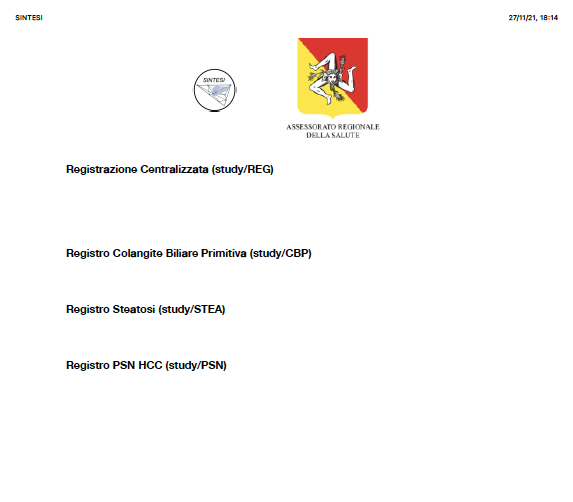 SINTESI 27/11/21, 18:14
SINTESI
ASSESSORATO REGIONALE
DELLA SALUTE
Registrazione Centralizzata (study/REG)
Registro Colangite Biliare Primitiva (study/CBP)
Registro Steatosi (study/STEA)
Registro PSN HCC (study/PSN)